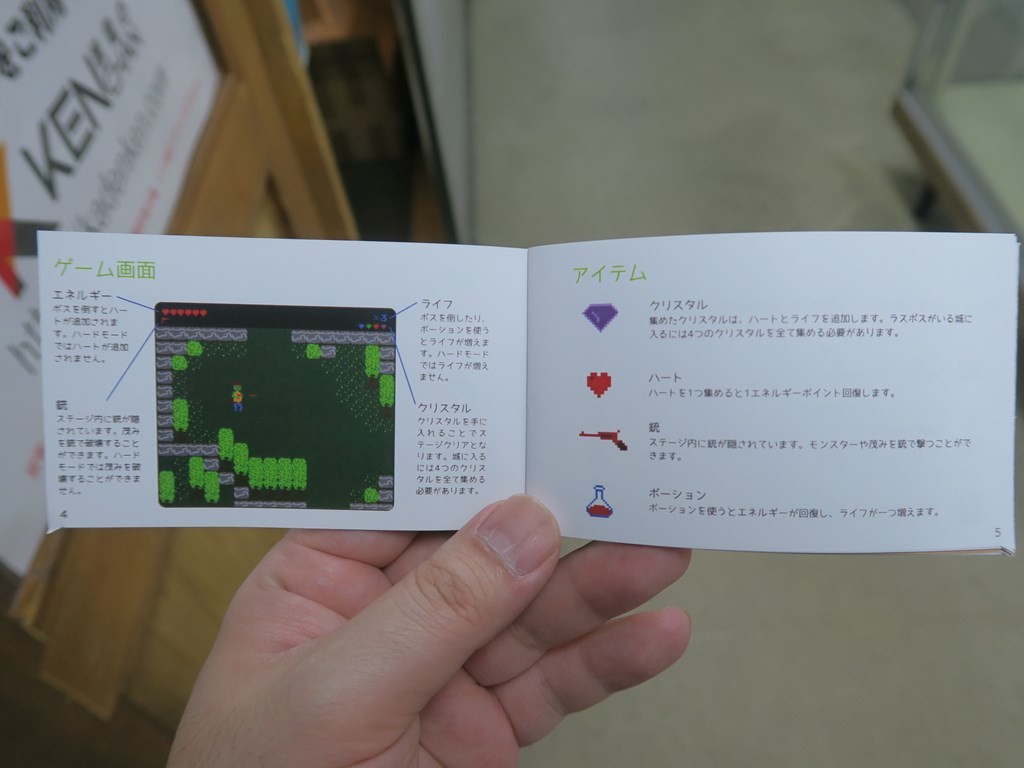 KEN
ゲーム画面
エネルギー
ボスを倒すとハー
トが追加されま
す。ハードモード
ではハートが追加
されません。
銃
ステージ内に銃が隠
されています。茂み
を銃で破壊すること
ができます。ハード
モードでは茂みを破
壊することができま
せん。
4
×3
ライフ
ボスを倒したり、
ポーションを使う
とライフが増えま
す。ハードモード
ではライフが増え
ません。
クリスタル
クリスタルを手に
入れることでス
テージクリアとな
ります。城に入る
には4つのクリス
タルを全て集める
必要があります。
アイテム
クリスタル
集めたクリスタルは、ハートとライフを追加します。ラスボスがいる城に
入るには4つのクリスタルを全て集める必要があります。
ハート
ハートを1つ集めると1エネルギーポイント回復します。
銃
ステージ内に銃が隠されています。モンスターや茂みを銃で撃つことがで
きます。
ポーション
ポーションを使うとエネルギーが回復し、ライフが一つ増えます。
5